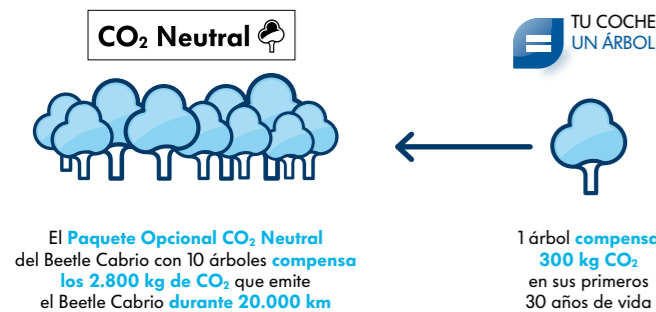 CO₂ Neutral
El Paquete Opcional CO₂ Neutral
del Beetle Cabrio con 10 árboles compensa
los 2.800 kg de CO₂ que emite
el Beetle Cabrio durante 20.000 km
=
TU COCHE
UN ÁRBOL
1 árbol compensa
300 kg CO₂
en sus primeros
30 años de vida